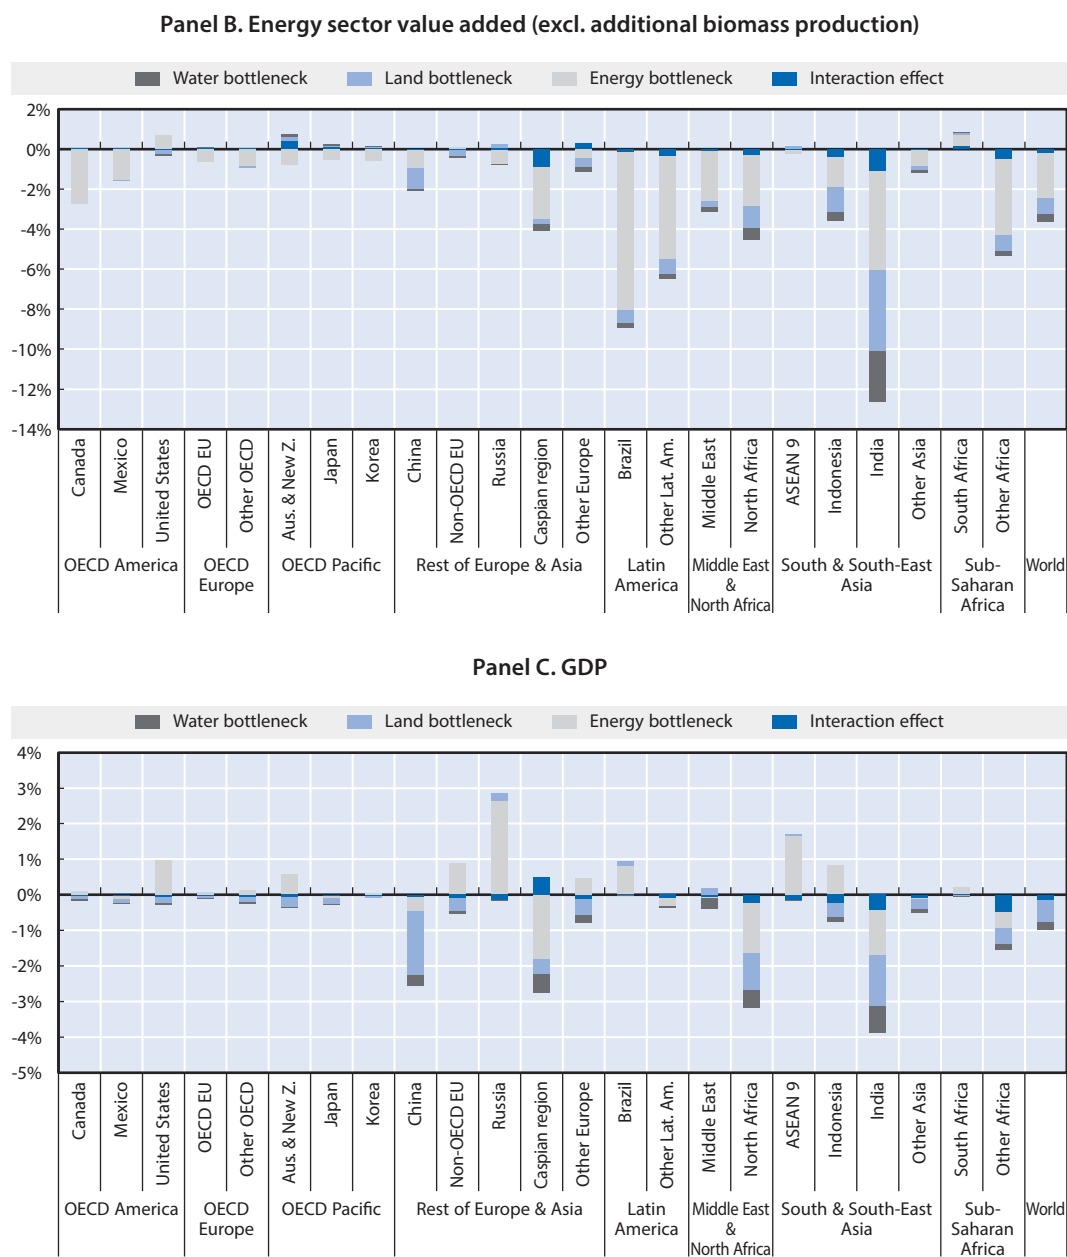 Panel B. Energy sector value added (excl. additional biomass production)
Water bottleneck Land bottleneck Energy bottleneck Interaction effect
2%
0%
-2%
-4%
-6%
-8%
-10%
-12%
-14%
Canada
Mexico
United States
OECD EU
Other OECD
Aus. & New Z.
Japan
Korea
China
Non-OECD EU
Russia
Caspian region
Other Europe
Brazil
Other Lat. Am.
Middle East
North Africa
ASEAN 9
Indonesia
India
Other Asia
South Africa
Other Africa
OECD America
OECD
Europe
OECD Pacific
Rest of Europe & Asia
Latin
America
Middle East
&
North Africa
South & South-East
Asia
Sub-
Saharan
Africa
World
Panel C. GDP
Water bottleneck Land bottleneck Energy bottleneck Interaction effect
4%
3%
2%
1%
0%
-1%
-2%
-3%
-4%
-5%
Canada
Mexico
United States
OECD EU
Other OECD
Aus. & New Z.
Japan
Korea
China
Non-OECD EU
Russia
Caspian region
Other Europe
Brazil
Other Lat. Am.
Middle East
North Africa
ASEAN 9
Indonesia
India
Other Asia
South Africa
Other Africa
OECD America
OECD
Europe
OECD Pacific
Rest of Europe & Asia
Latin
America
Middle East
&
North Africa
South & South-East
Asia
Sub-
Saharan
Africa
World